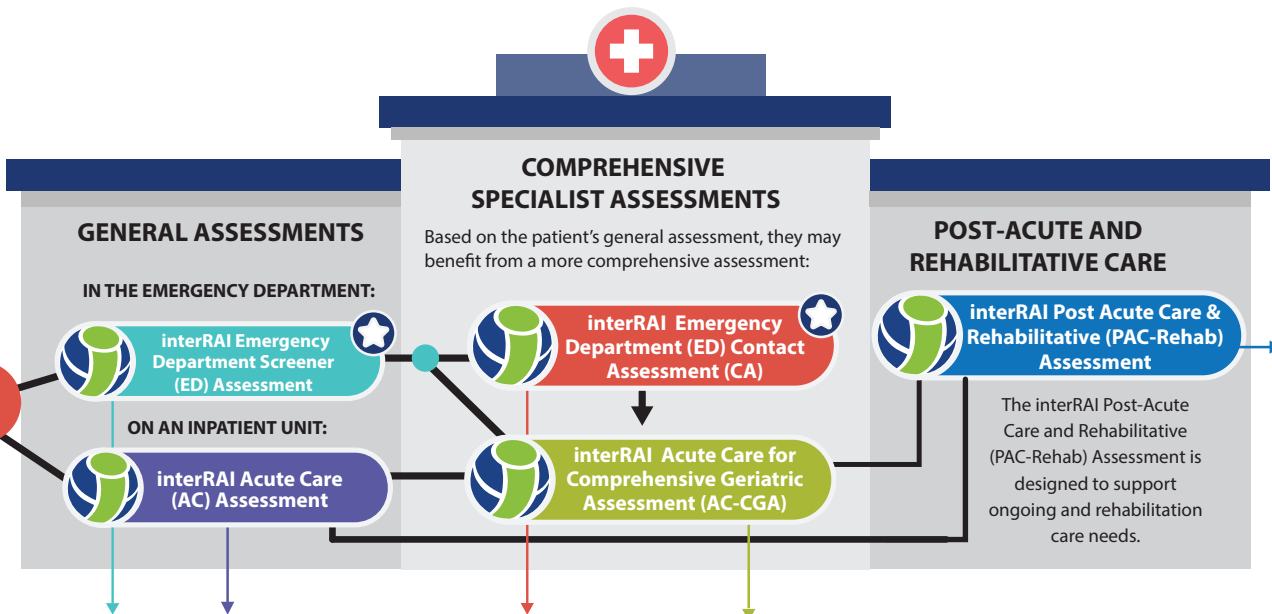 GENERAL ASSESSMENTS
IN THE EMERGENCY DEPARTMENT:
interRAI Emergency
Department Screener
(ED) Assessment
ON AN INPATIENT UNIT:
interRAI Acute Care
(AC) Assessment
COMPREHENSIVE
SPECIALIST ASSESSMENTS
Based on the patient’s general assessment, they may
benefit from a more comprehensive assessment:
interRAI Emergency
Department (ED) Contact
Assessment (CA)
interRAI Acute Care for
Comprehensive Geriatric
Assessment (AC-CGA)
POST-ACUTE AND
REHABILITATIVE CARE
interRAI Post Acute Care &
Rehabilitative (PAC-Rehab)
Assessment
The interRAI Post-Acute
Care and Rehabilitative
(PAC-Rehab) Assessment is
designed to support
ongoing and rehabilitation
care needs.